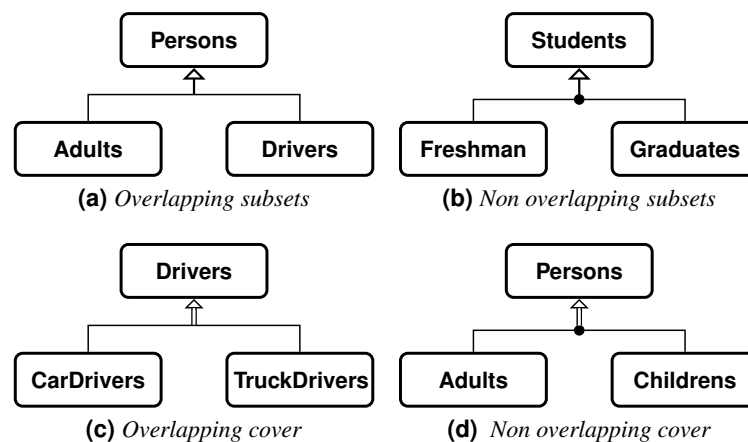 Persons
Students
Adults
Drivers
Freshman
Graduates
(a) Overlapping subsets
(b) Non overlapping subsets
Drivers
Persons
CarDrivers
TruckDrivers
Adults
Childrens
(c) Overlapping cover
(d) Non overlapping cover